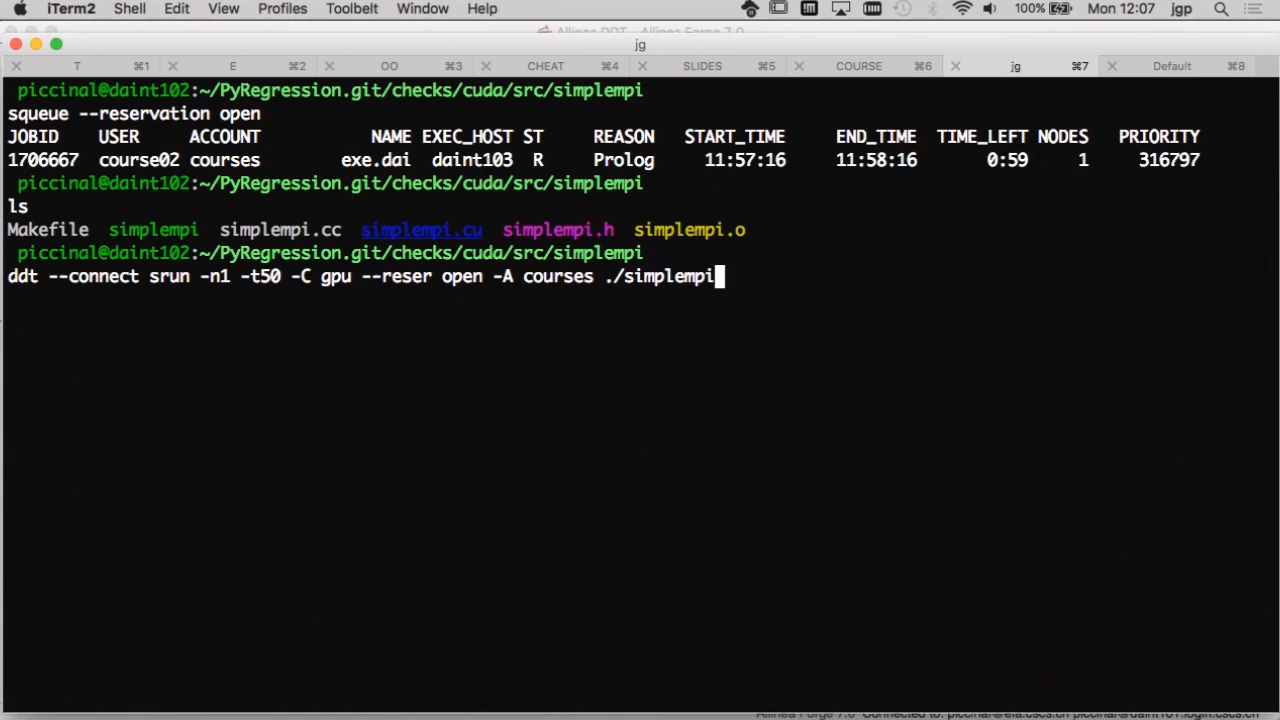 iTerm2 Shell Edit View Profiles Toolbelt Window Help 100% Mon 12:07 jgp
Allinea DDT - Allinea Forge 7.0
jg
T ⌘1 E ⌘2 OO ⌘3 CHEAT ⌘4 SLIDES ⌘5 COURSE ⌘6 jg ⌘7 Default ⌘8
piccinal@daint102:~/PyRegression.git/checks/cuda/src/simplempi
squeue --reservation open
JOBID USER ACCOUNT NAME EXEC_HOST ST REASON START_TIME END_TIME TIME_LEFT NODES PRIORITY
1706667 course02 courses exe.dai daint103 R Prolog 11:57:16 11:58:16 0:59 1 316797
piccinal@daint102:~/PyRegression.git/checks/cuda/src/simplempi
ls
Makefile simplempi simplempi.cc simplempi.cu simplempi.h simplempi.o
piccinal@daint102:~/PyRegression.git/checks/cuda/src/simplempi
ddt --connect srun -n1 -t50 -C gpu --reser open -A courses ./simplempi
Allinea Forge 7.0 Connected to: piccinal@ela.cscs.ch piccinal@daint101.login.cscs.ch